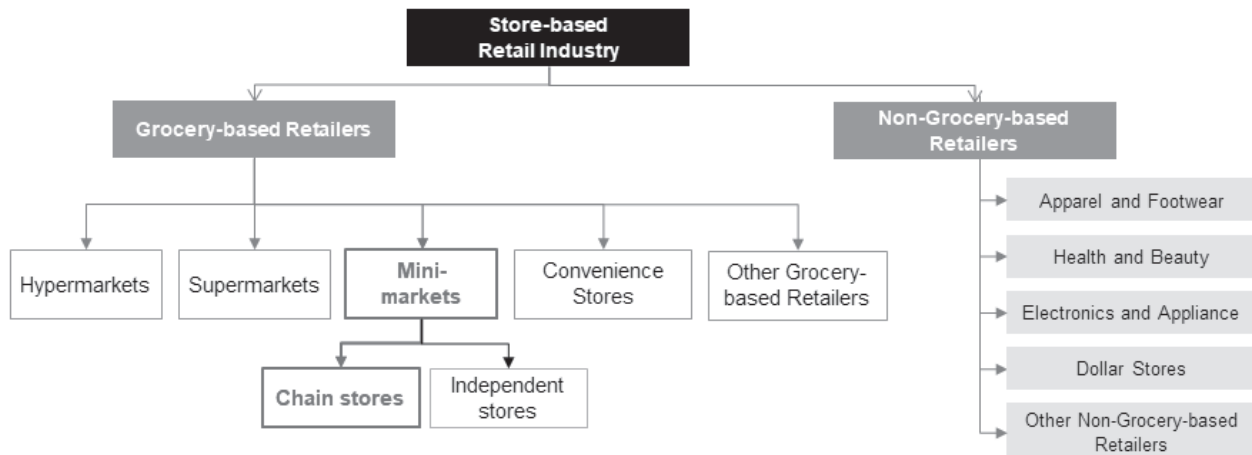 Store-based
Retail Industry
Grocery-based Retailers
Non-Grocery-based
Retailers
Hypermarkets
Supermarkets
Mini-
markets
Convenience
Stores
Other Grocery-
based Retailers
Chain stores
Independent
stores
Apparel and Footwear
Health and Beauty
Electronics and Appliance
Dollar Stores
Other Non-Grocery-based
Retailers